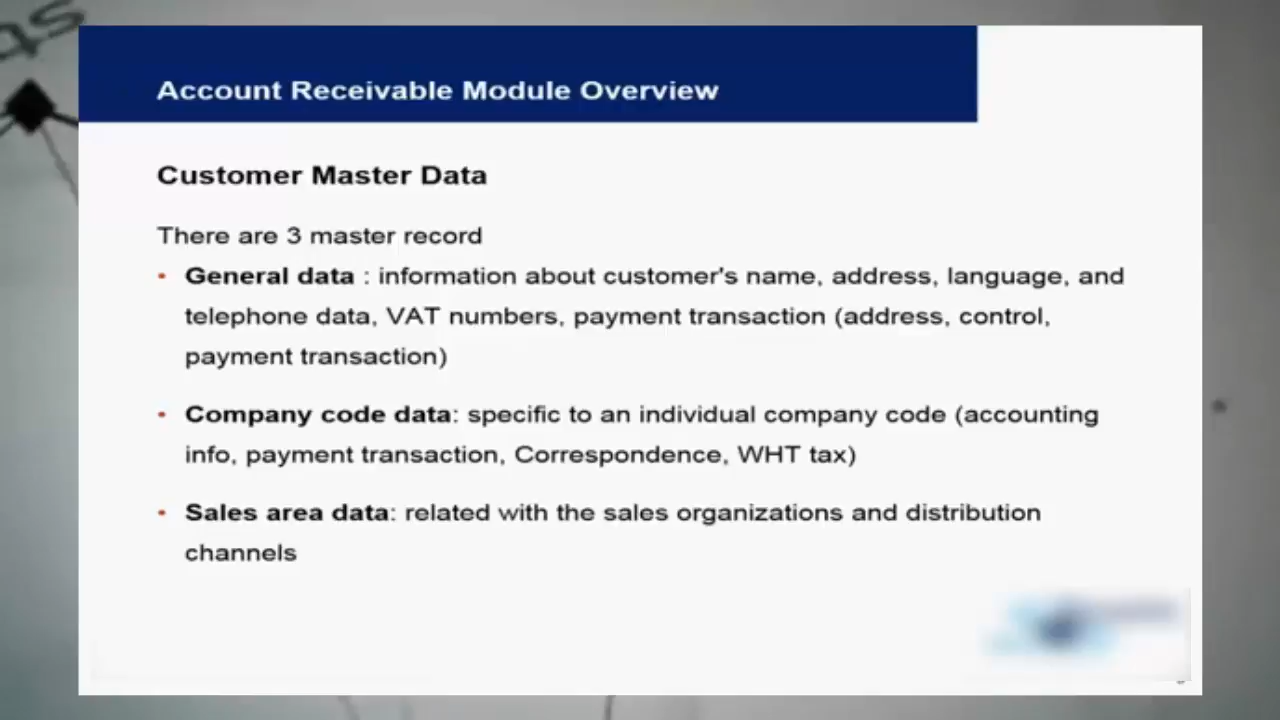 Account Receivable Module Overview
Customer Master Data
There are 3 master record
• General data : information about customer's name, address, language, and
telephone data, VAT numbers, payment transaction (address, control,
payment transaction)
• Company code data: specific to an individual company code (accounting
info, payment transaction, Correspondence, WHT tax)
• Sales area data: related with the sales organizations and distribution
channels